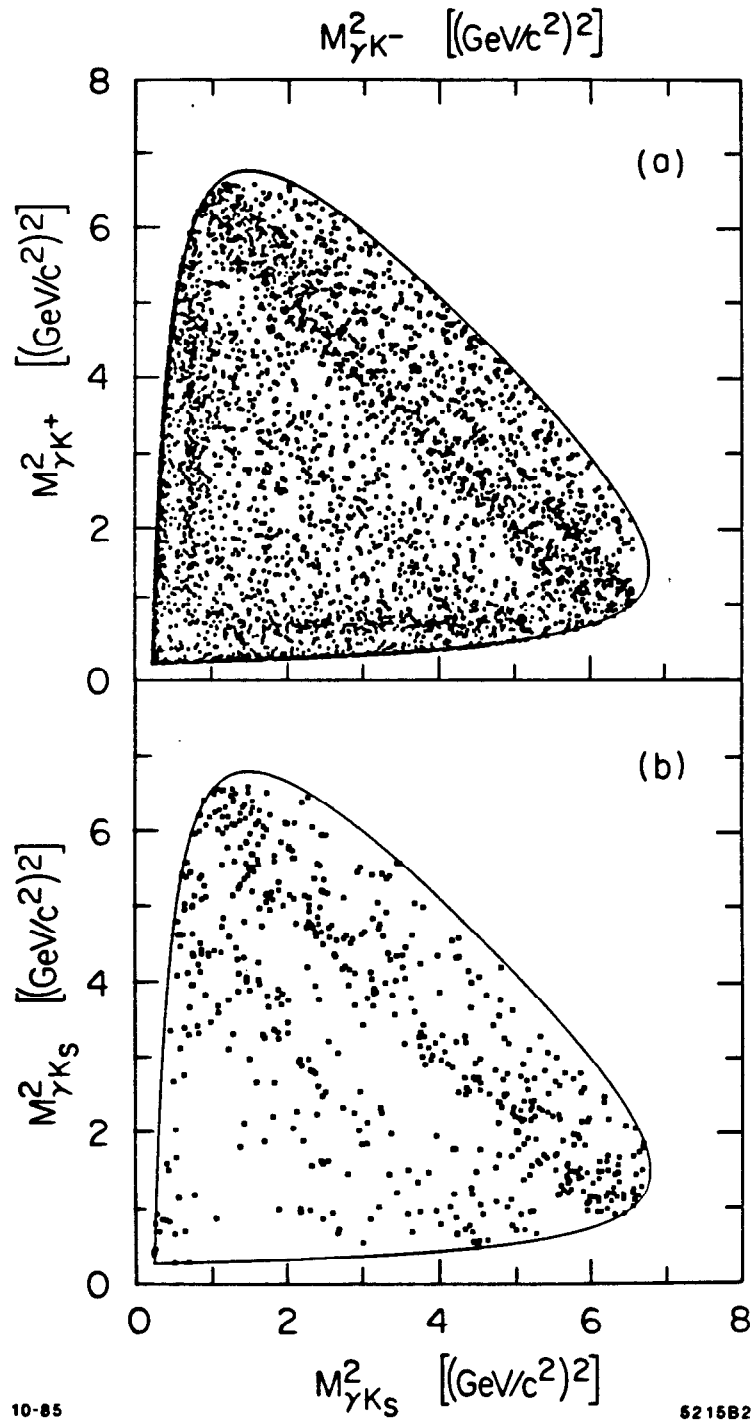 M²γK⁻ [(GeV/c²)²]
8
(a)
6
M²γK⁺ [(GeV/c²)²]
4
2
0
(b)
6
M²γKS [(GeV/c²)²]
4
2
0
0 2 4 6 8
M²γKS [(GeV/c²)²]
10-85
5215B2